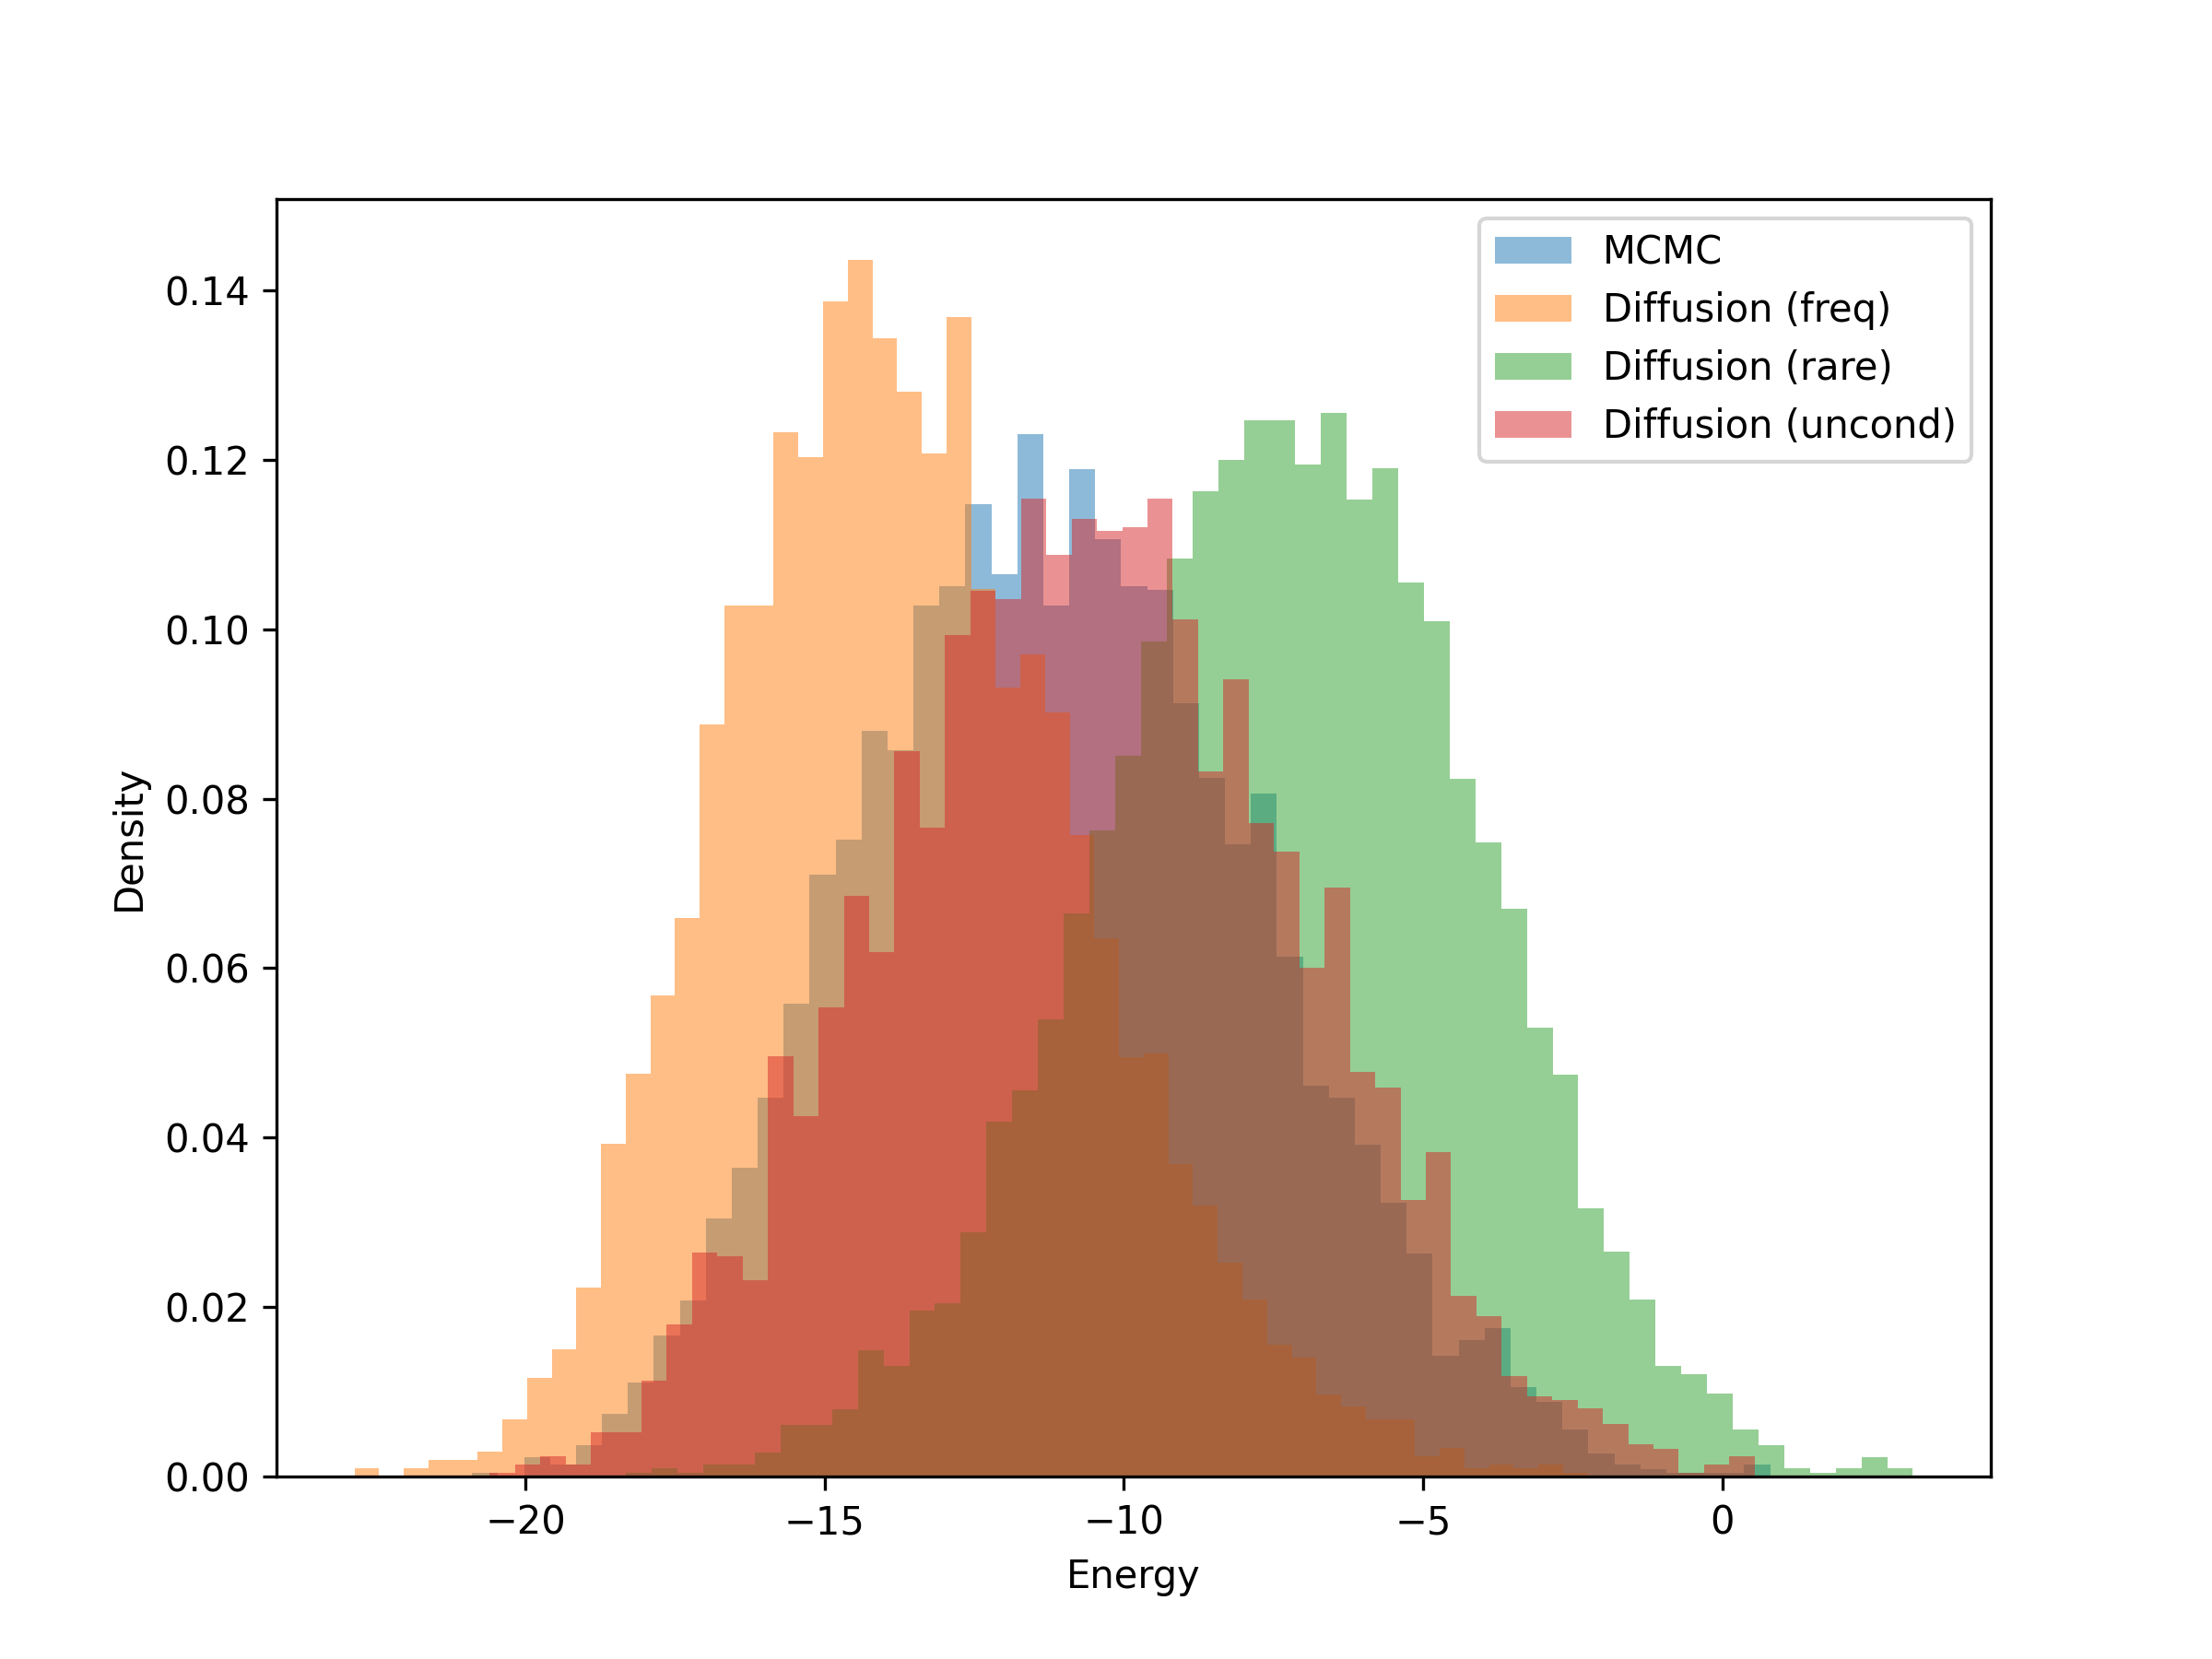 MCMC
Diffusion (freq)
Diffusion (rare)
Diffusion (uncond)
0.14
0.12
0.10
0.08
0.06
0.04
0.02
0.00
Density
−20 −15 −10 −5 0
Energy